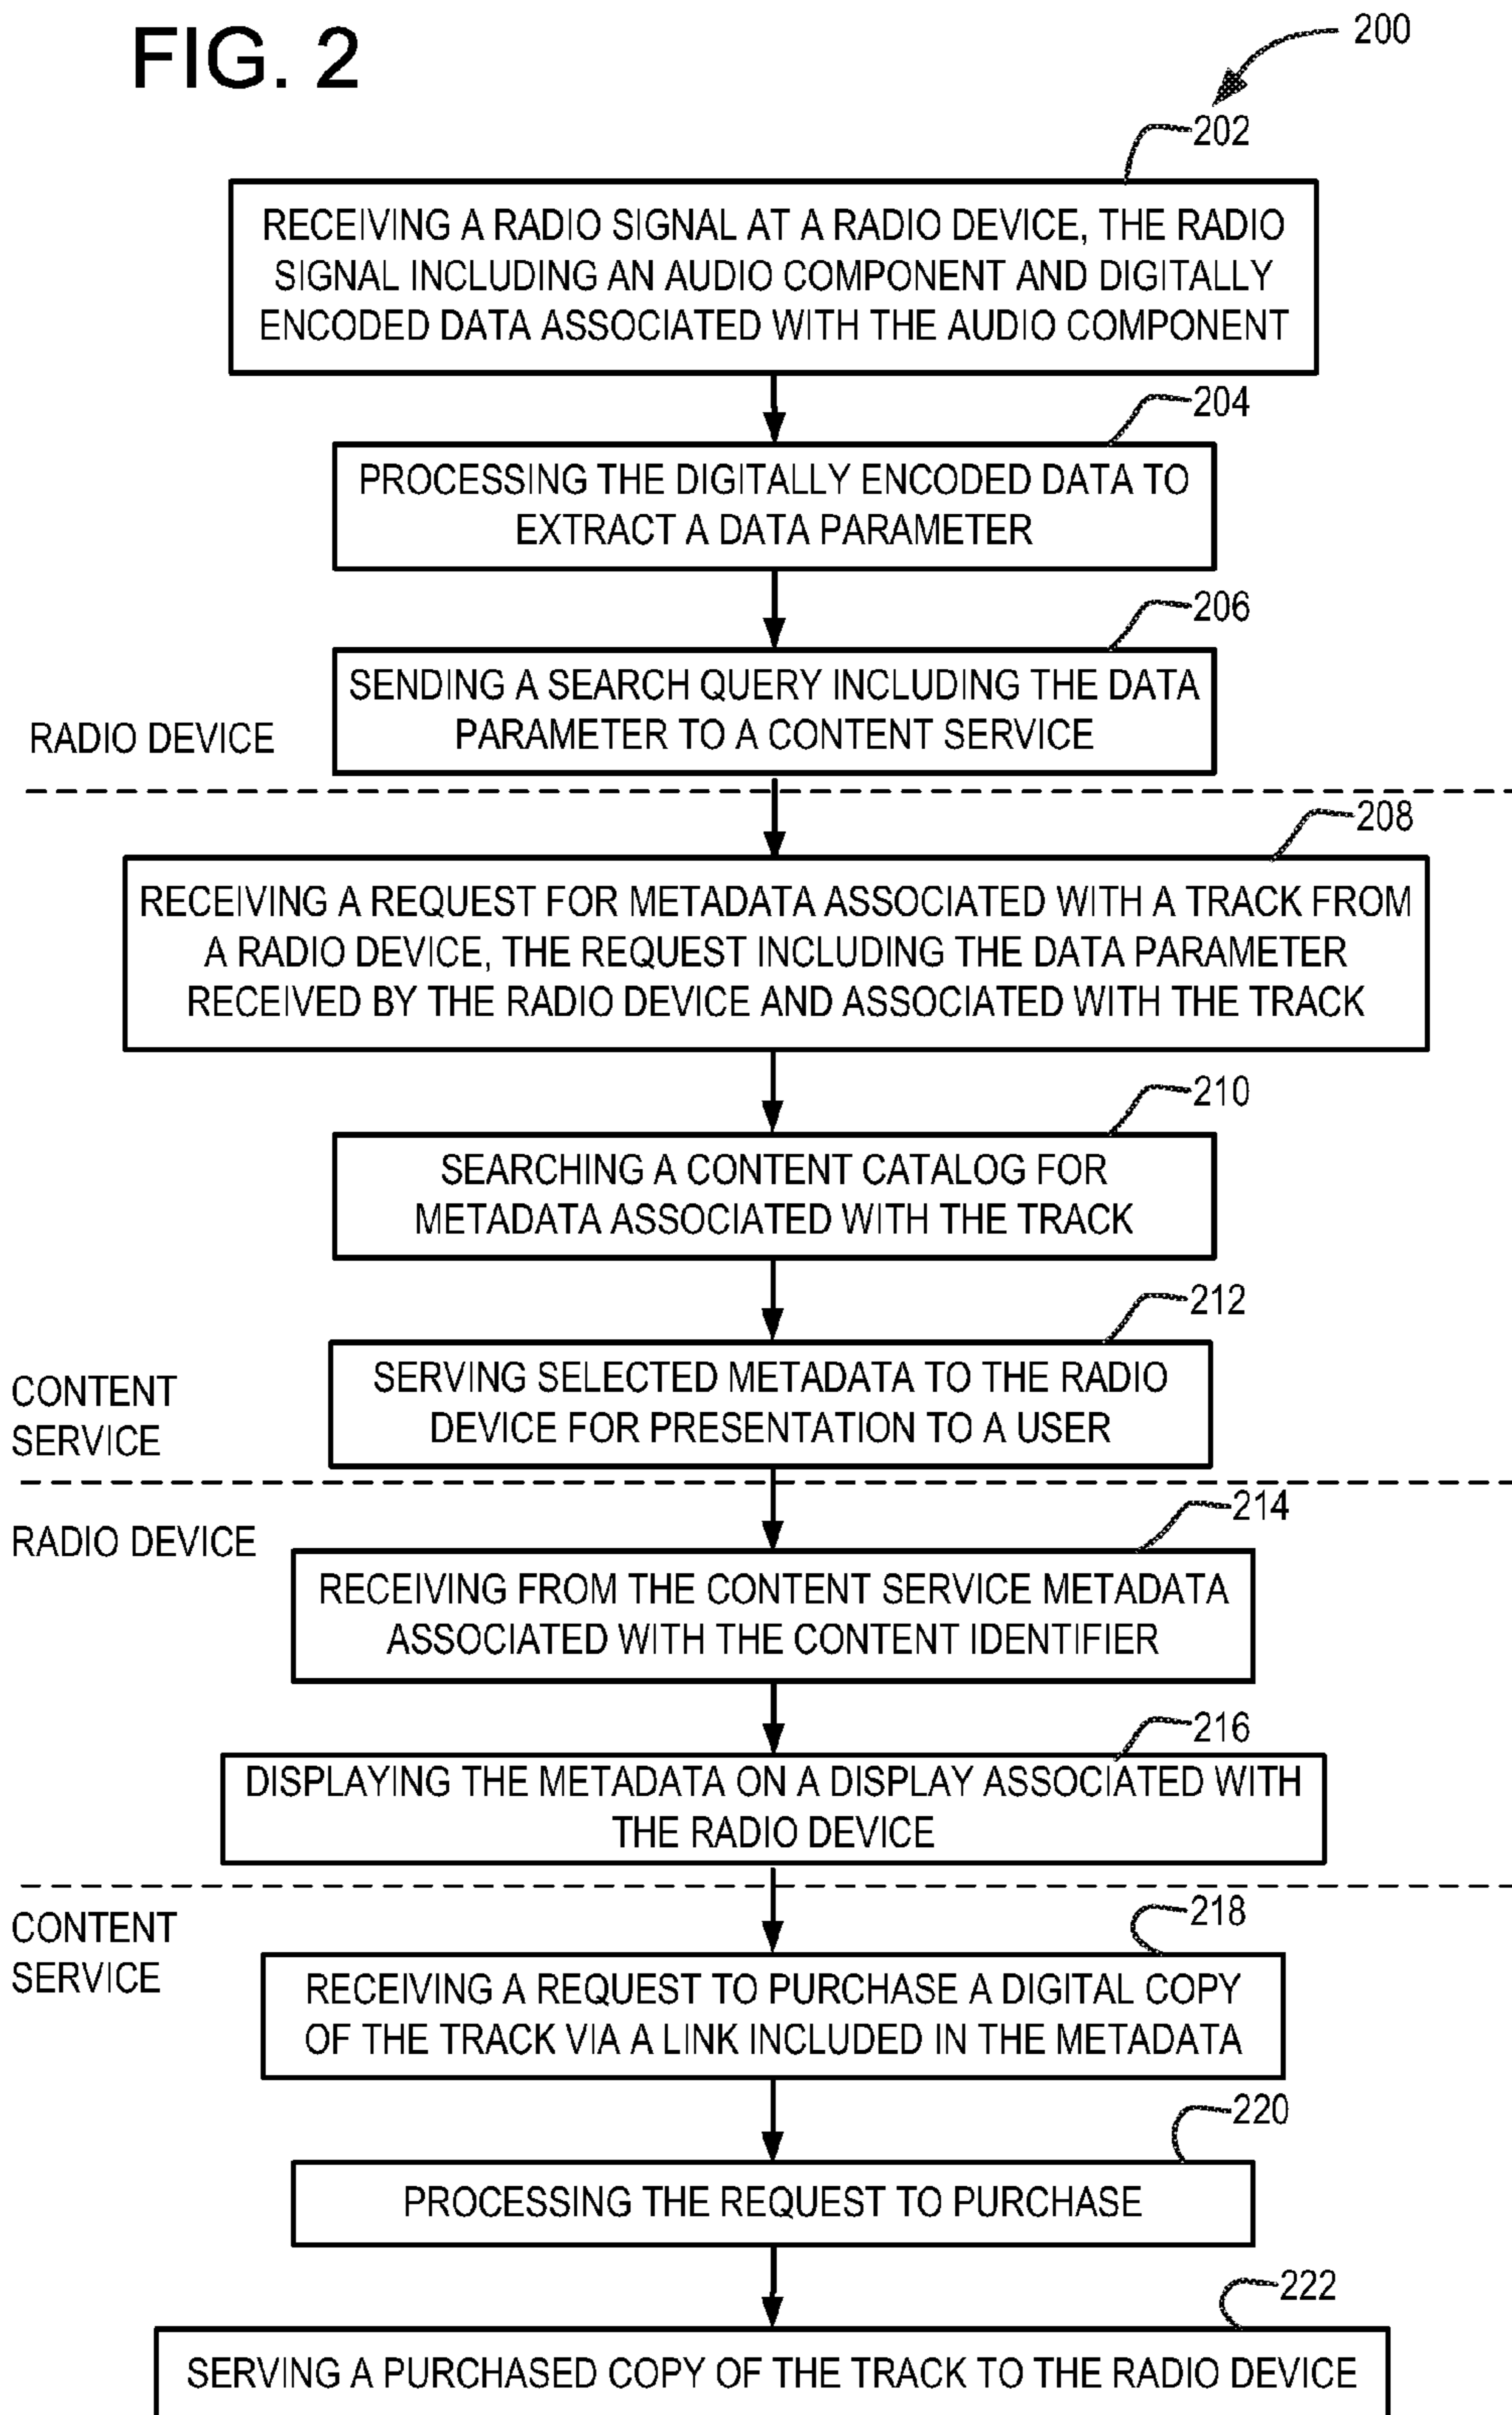 FIG. 2
200
202
RECEIVING A RADIO SIGNAL AT A RADIO DEVICE, THE RADIO
SIGNAL INCLUDING AN AUDIO COMPONENT AND DIGITALLY
ENCODED DATA ASSOCIATED WITH THE AUDIO COMPONENT
204
PROCESSING THE DIGITALLY ENCODED DATA TO
EXTRACT A DATA PARAMETER
206
SENDING A SEARCH QUERY INCLUDING THE DATA
PARAMETER TO A CONTENT SERVICE
RADIO DEVICE
208
RECEIVING A REQUEST FOR METADATA ASSOCIATED WITH A TRACK FROM
A RADIO DEVICE, THE REQUEST INCLUDING THE DATA PARAMETER
RECEIVED BY THE RADIO DEVICE AND ASSOCIATED WITH THE TRACK
210
SEARCHING A CONTENT CATALOG FOR
METADATA ASSOCIATED WITH THE TRACK
212
SERVING SELECTED METADATA TO THE RADIO
DEVICE FOR PRESENTATION TO A USER
CONTENT
SERVICE
RADIO DEVICE
214
RECEIVING FROM THE CONTENT SERVICE METADATA
ASSOCIATED WITH THE CONTENT IDENTIFIER
216
DISPLAYING THE METADATA ON A DISPLAY ASSOCIATED WITH
THE RADIO DEVICE
CONTENT
SERVICE
218
RECEIVING A REQUEST TO PURCHASE A DIGITAL COPY
OF THE TRACK VIA A LINK INCLUDED IN THE METADATA
220
PROCESSING THE REQUEST TO PURCHASE
222
SERVING A PURCHASED COPY OF THE TRACK TO THE RADIO DEVICE